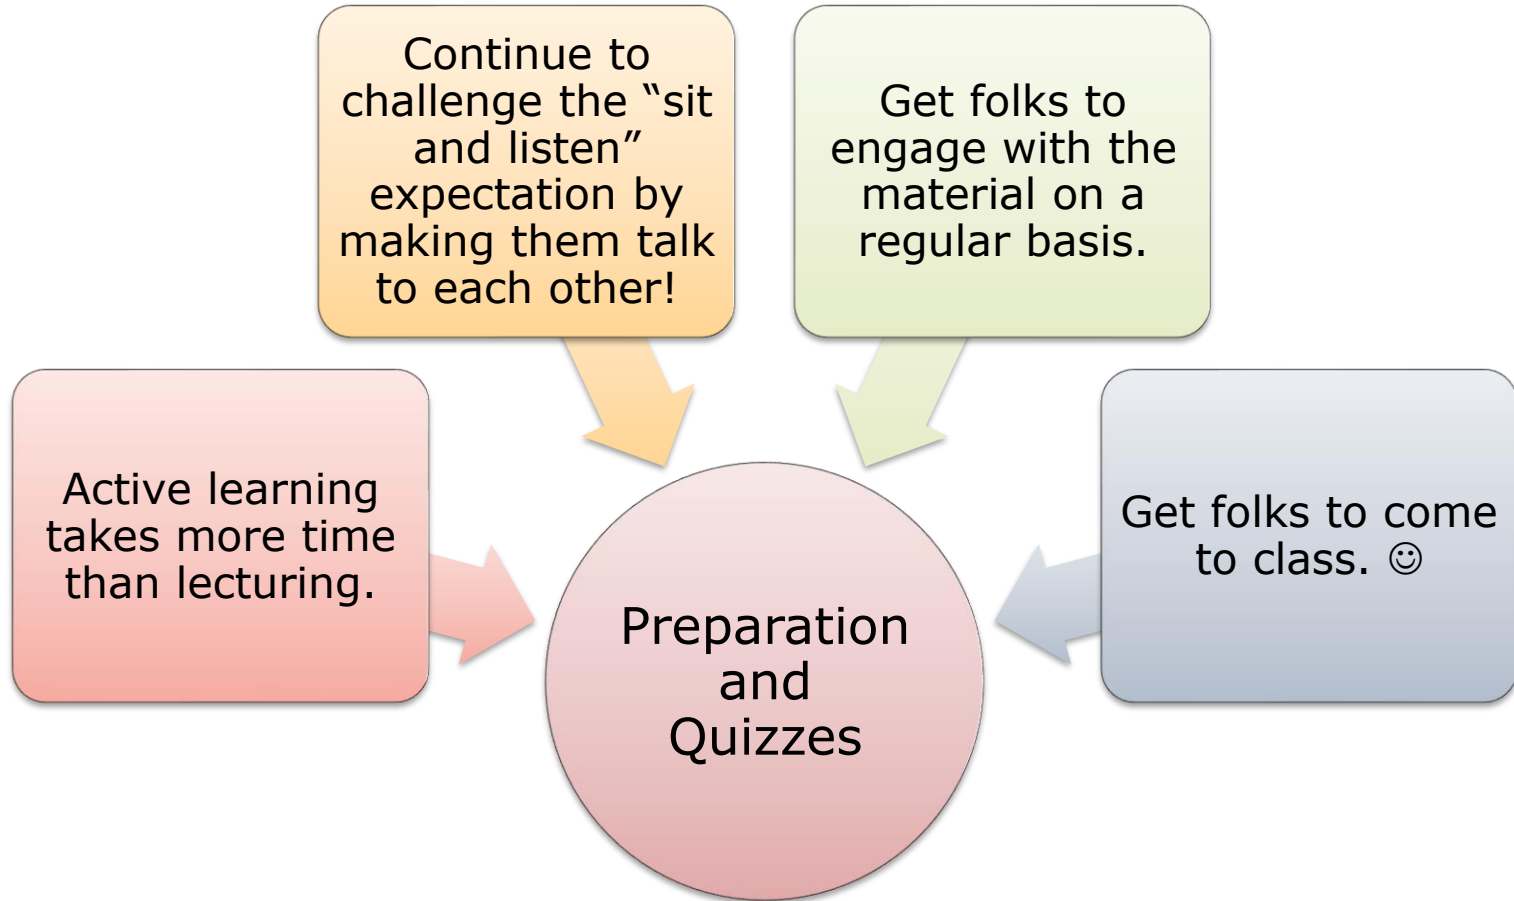 Continue to
challenge the “sit
and listen”
expectation by
making them talk
to each other!
Get folks to
engage with the
material on a
regular basis.
Active learning
takes more time
than lecturing.
Get folks to come
to class. ☺
Preparation
and
Quizzes